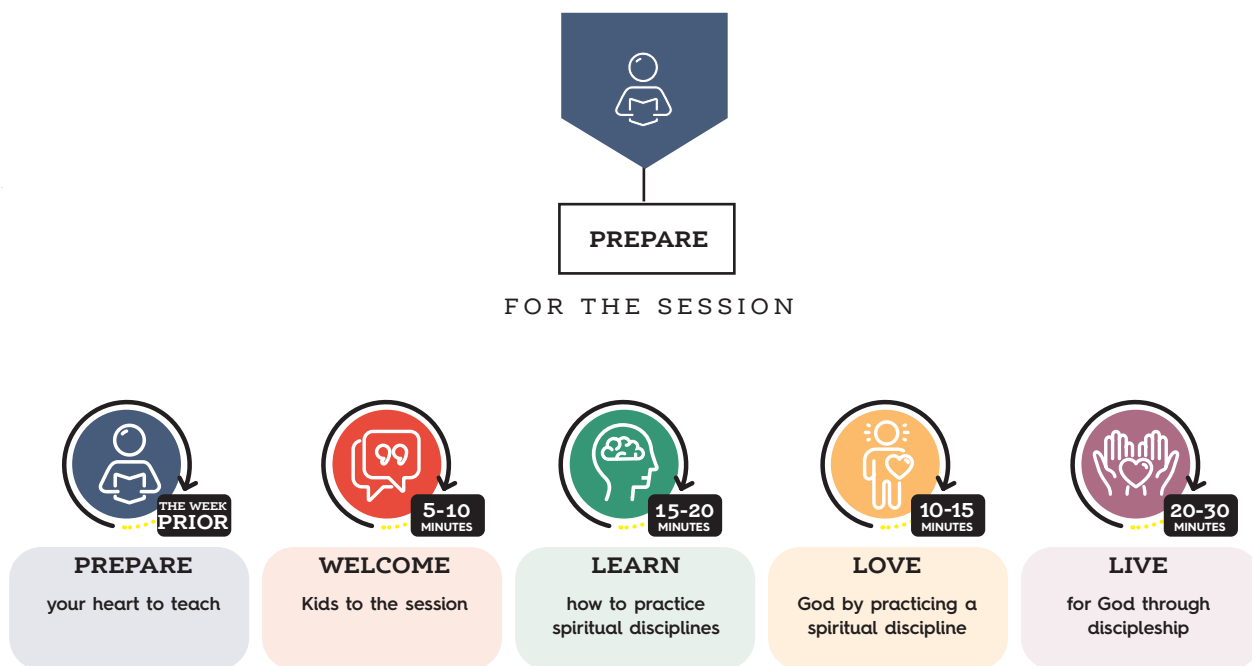 PREPARE
FOR THE SESSION
THE WEEK
PRIOR
5-10
MINUTES
15-20
MINUTES
10-15
MINUTES
20-30
MINUTES
PREPARE
your heart to teach
WELCOME
Kids to the session
LEARN
how to practice
spiritual disciplines
LOVE
God by practicing a
spiritual discipline
LIVE
for God through
discipleship